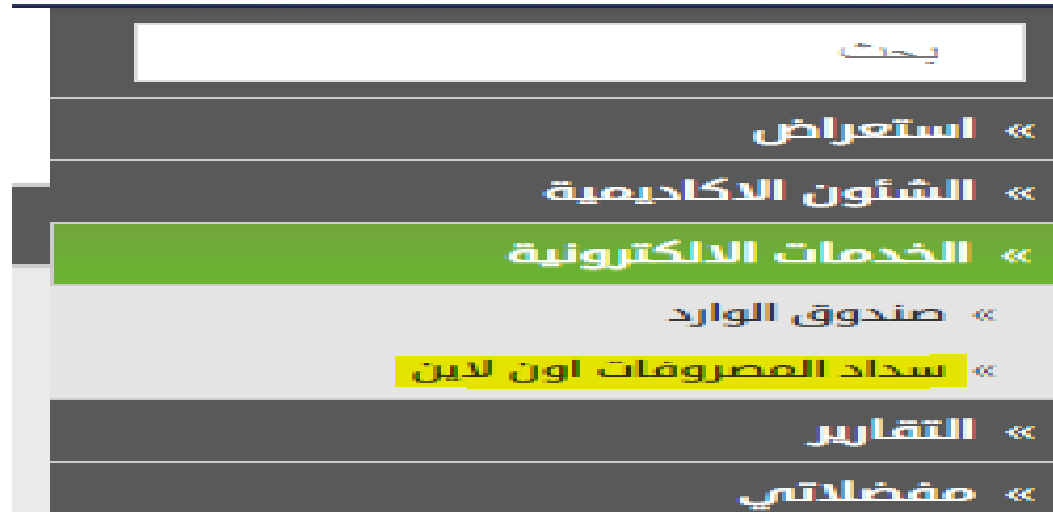 بحث
» استعراض
» الشئون الاكاديمية
» الخدمات الالكترونية
» صندوق الوارد
» سداد المصروفات اون لاين
» التقارير
» مفضلاتي